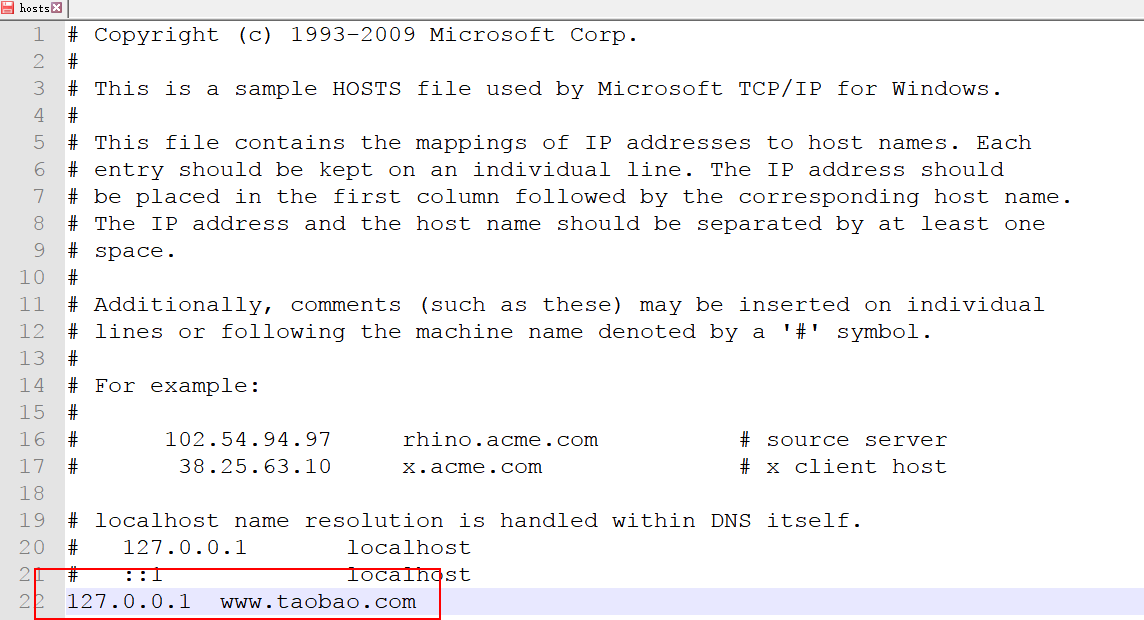 hosts
1 # Copyright (c) 1993-2009 Microsoft Corp.
2 #
3 # This is a sample HOSTS file used by Microsoft TCP/IP for Windows.
4 #
5 # This file contains the mappings of IP addresses to host names. Each
6 # entry should be kept on an individual line. The IP address should
7 # be placed in the first column followed by the corresponding host name.
8 # The IP address and the host name should be separated by at least one
9 # space.
10 #
11 # Additionally, comments (such as these) may be inserted on individual
12 # lines or following the machine name denoted by a '#' symbol.
13 #
14 # For example:
15 #
16 #      102.54.94.97     rhino.acme.com          # source server
17 #       38.25.63.10     x.acme.com              # x client host
18
19 # localhost name resolution is handled within DNS itself.
20 #   127.0.0.1       localhost
21 #   ::1             localhost
22 127.0.0.1  www.taobao.com